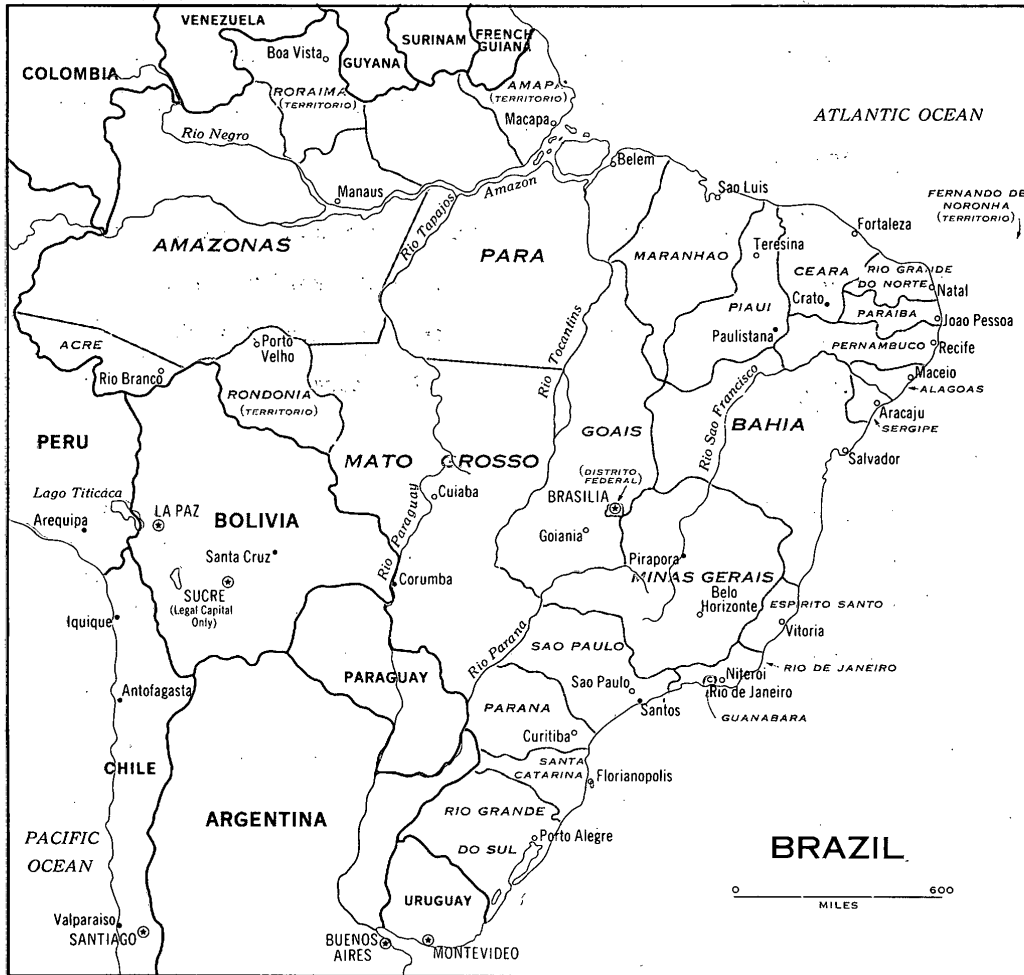 VENEZUELA
SURINAM
FRENCH
GUIANA
Boa Vista
GUYANA
COLOMBIA
RORAIMA
(TERRITORIO)
AMAPA
(TERRITORIO)
Macapa
ATLANTIC OCEAN
Rio Negro
Belem
Manaus
Amazon
Sao Luis
FERNANDO DE
NORONHA
(TERRITORIO)
Rio Tapajos
Fortaleza
AMAZONAS
PARA
MARANHAO
Teresina
CEARA
RIO GRANDE
DO NORTE
Natal
Crato
PIAUI
PARAIBA
Joao Pessoa
Paulistana
PERNAMBUCO
Recife
ACRE
Porto
Velho
Rio Tocantins
Rio Branco
Maceio
ALAGOAS
RONDONIA
(TERRITORIO)
Rio Sao Francisco
Aracaju
SERGIPE
BAHIA
GOAIS
PERU
MATO GROSSO
Salvador
(DISTRITO
FEDERAL)
Lago Titicaca
Cuiaba
BRASILIA
LA PAZ
Arequipa
BOLIVIA
Rio Paraguay
Goiania
Santa Cruz
Pirapora
Corumba
MINAS GERAIS
SUCRE
(Legal Capital
Only)
Belo
Horizonte
ESPIRITO SANTO
Iquique
Vitoria
Rio Parana
SAO PAULO
RIO DE JANEIRO
PARAGUAY
Niteroi
Sao Paulo
(C)
Rio de Janeiro
Antofagasta
Santos
PARANA
GUANABARA
Curitiba
CHILE
SANTA
CATARINA
Florianopolis
ARGENTINA
RIO GRANDE
DO SUL
Porto Alegre
PACIFIC
OCEAN
BRAZIL
0 600
MILES
URUGUAY
Valparaiso
SANTIAGO
BUENOS
AIRES
MONTEVIDEO